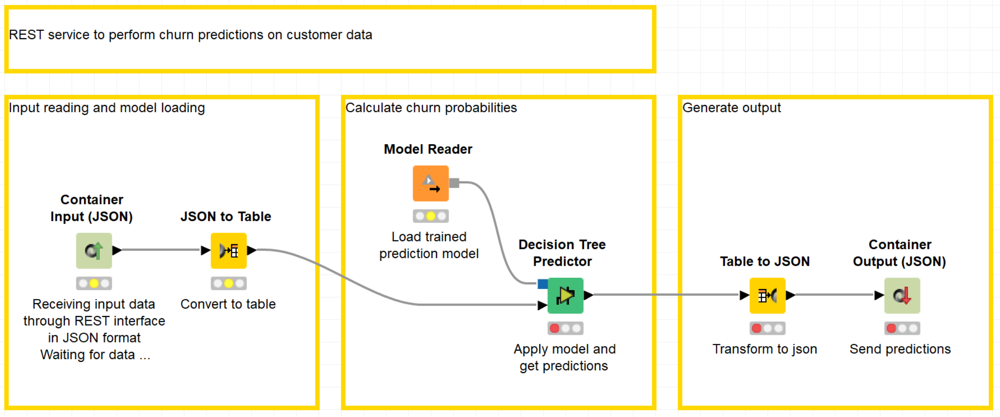 REST service to perform churn predictions on customer data
Input reading and model loading
Container
Input (JSON)
JSON to Table
Receiving input data
through REST interface
in JSON format
Waiting for data ...
Convert to table
Calculate churn probabilities
Model Reader
Load trained
prediction model
Decision Tree
Predictor
Apply model and
get predictions
Generate output
Table to JSON
Transform to json
Container
Output (JSON)
Send predictions